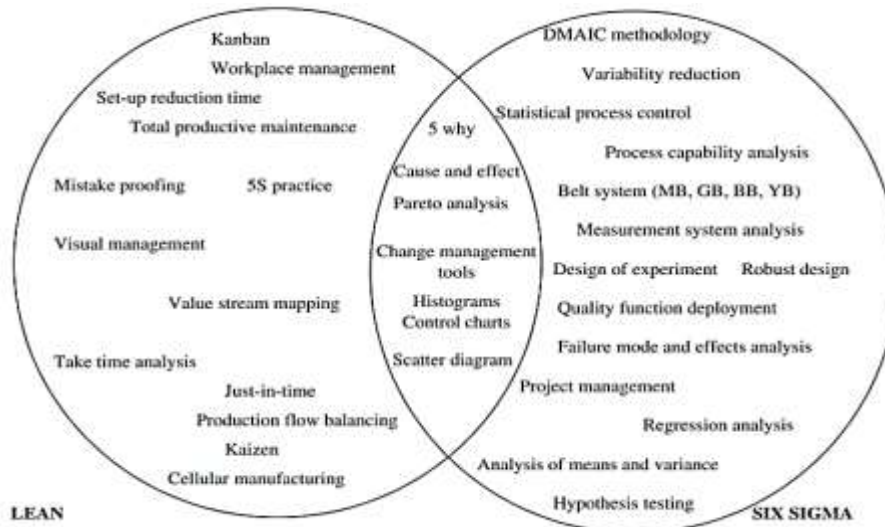 Kanban
Workplace management
Set-up reduction time
Total productive maintenance
Mistake proofing
5S practice
Visual management
Value stream mapping
Take time analysis
Just-in-time
Production flow balancing
Kaizen
Cellular manufacturing
LEAN
5 why
Cause and effect
Pareto analysis
Change management
tools
Histograms
Control charts
Scatter diagram
DMAIC methodology
Variability reduction
Statistical process control
Process capability analysis
Belt system (MB, GB, BB, YB)
Measurement system analysis
Design of experiment
Robust design
Quality function deployment
Failure mode and effects analysis
Project management
Regression analysis
Analysis of means and variance
Hypothesis testing
SIX SIGMA